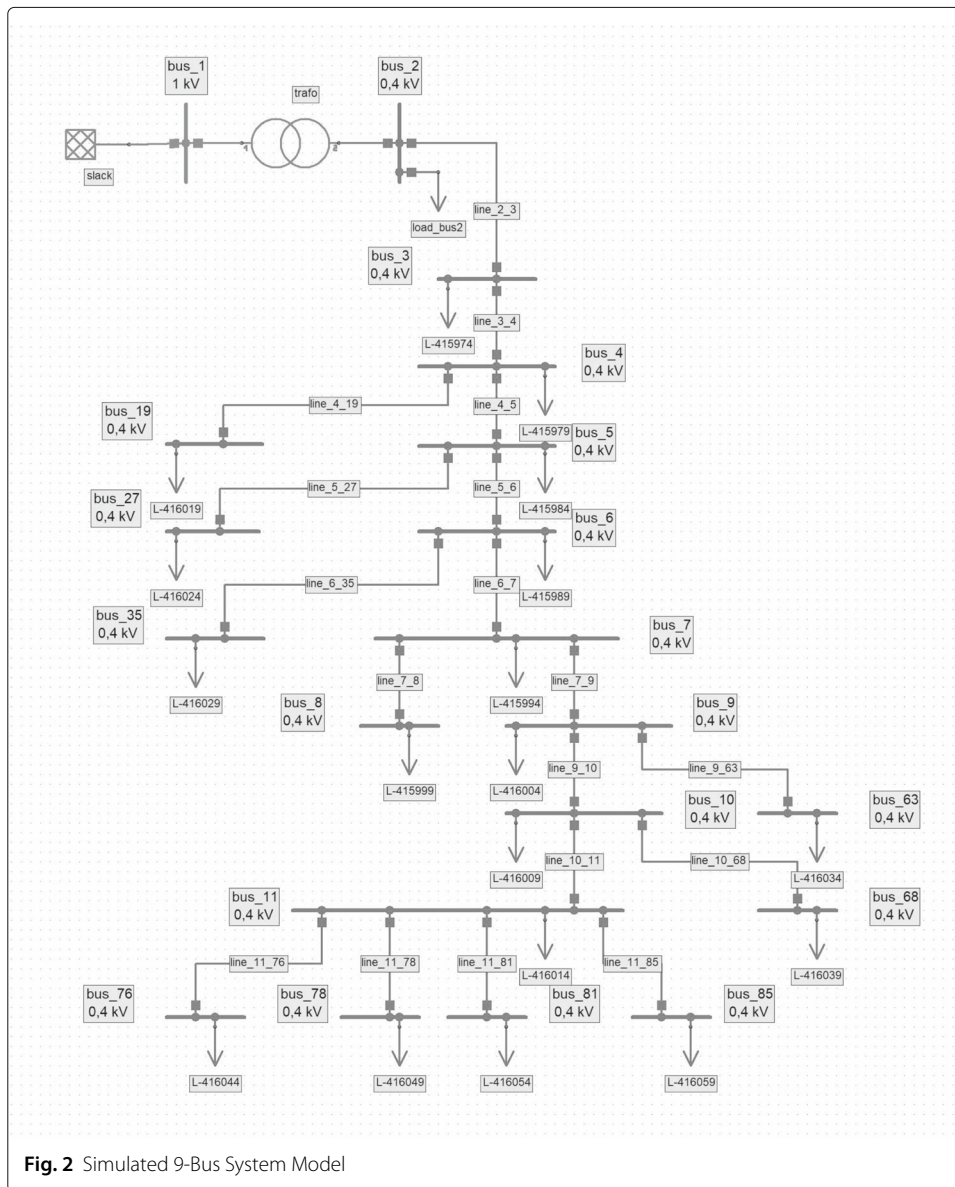 bus_1
1 kV
bus_2
0,4 kV
trafo
1
2
slack
load_bus2
line_2_3
bus_3
0,4 kV
line_3_4
L-415974
bus_4
0,4 kV
line_4_19
line_4_5
bus_19
0,4 kV
L-415979
bus_5
0,4 kV
line_5_27
line_5_6
bus_27
0,4 kV
L-416019
L-415984
bus_6
0,4 kV
line_6_35
line_6_7
L-416024
L-415989
bus_35
0,4 kV
bus_7
0,4 kV
line_7_8
line_7_9
L-416029
L-415994
bus_8
0,4 kV
bus_9
0,4 kV
line_9_10
line_9_63
L-415999
L-416004
bus_10
0,4 kV
bus_63
0,4 kV
line_10_11
line_10_68
L-416009
L-416034
bus_11
0,4 kV
bus_68
0,4 kV
line_11_76
line_11_78
line_11_81
line_11_85
L-416014
L-416039
bus_76
0,4 kV
bus_78
0,4 kV
bus_81
0,4 kV
bus_85
0,4 kV
L-416044
L-416049
L-416054
L-416059
Fig. 2 Simulated 9-Bus System Model